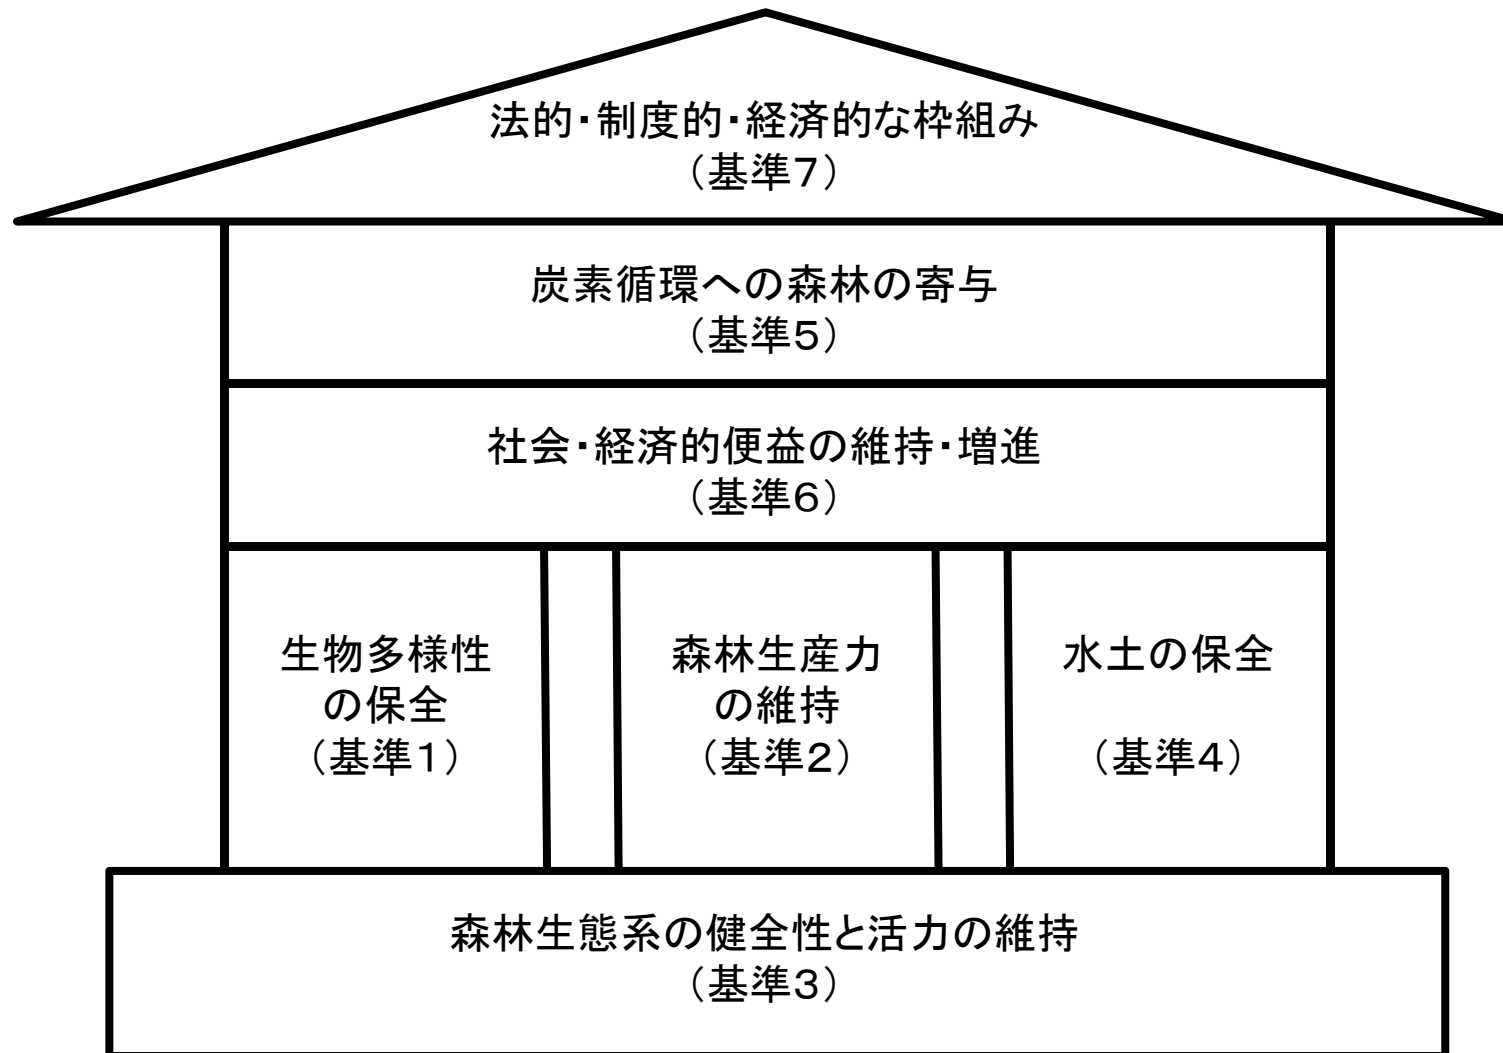 法的・制度的・経済的な枠組み
（基準７）
炭素循環への森林の寄与
（基準５）
社会・経済的便益の維持・増進
（基準６）
生物多様性
の保全
（基準１）
森林生産力
の維持
（基準２）
水土の保全
（基準４）
森林生態系の健全性と活力の維持
（基準３）